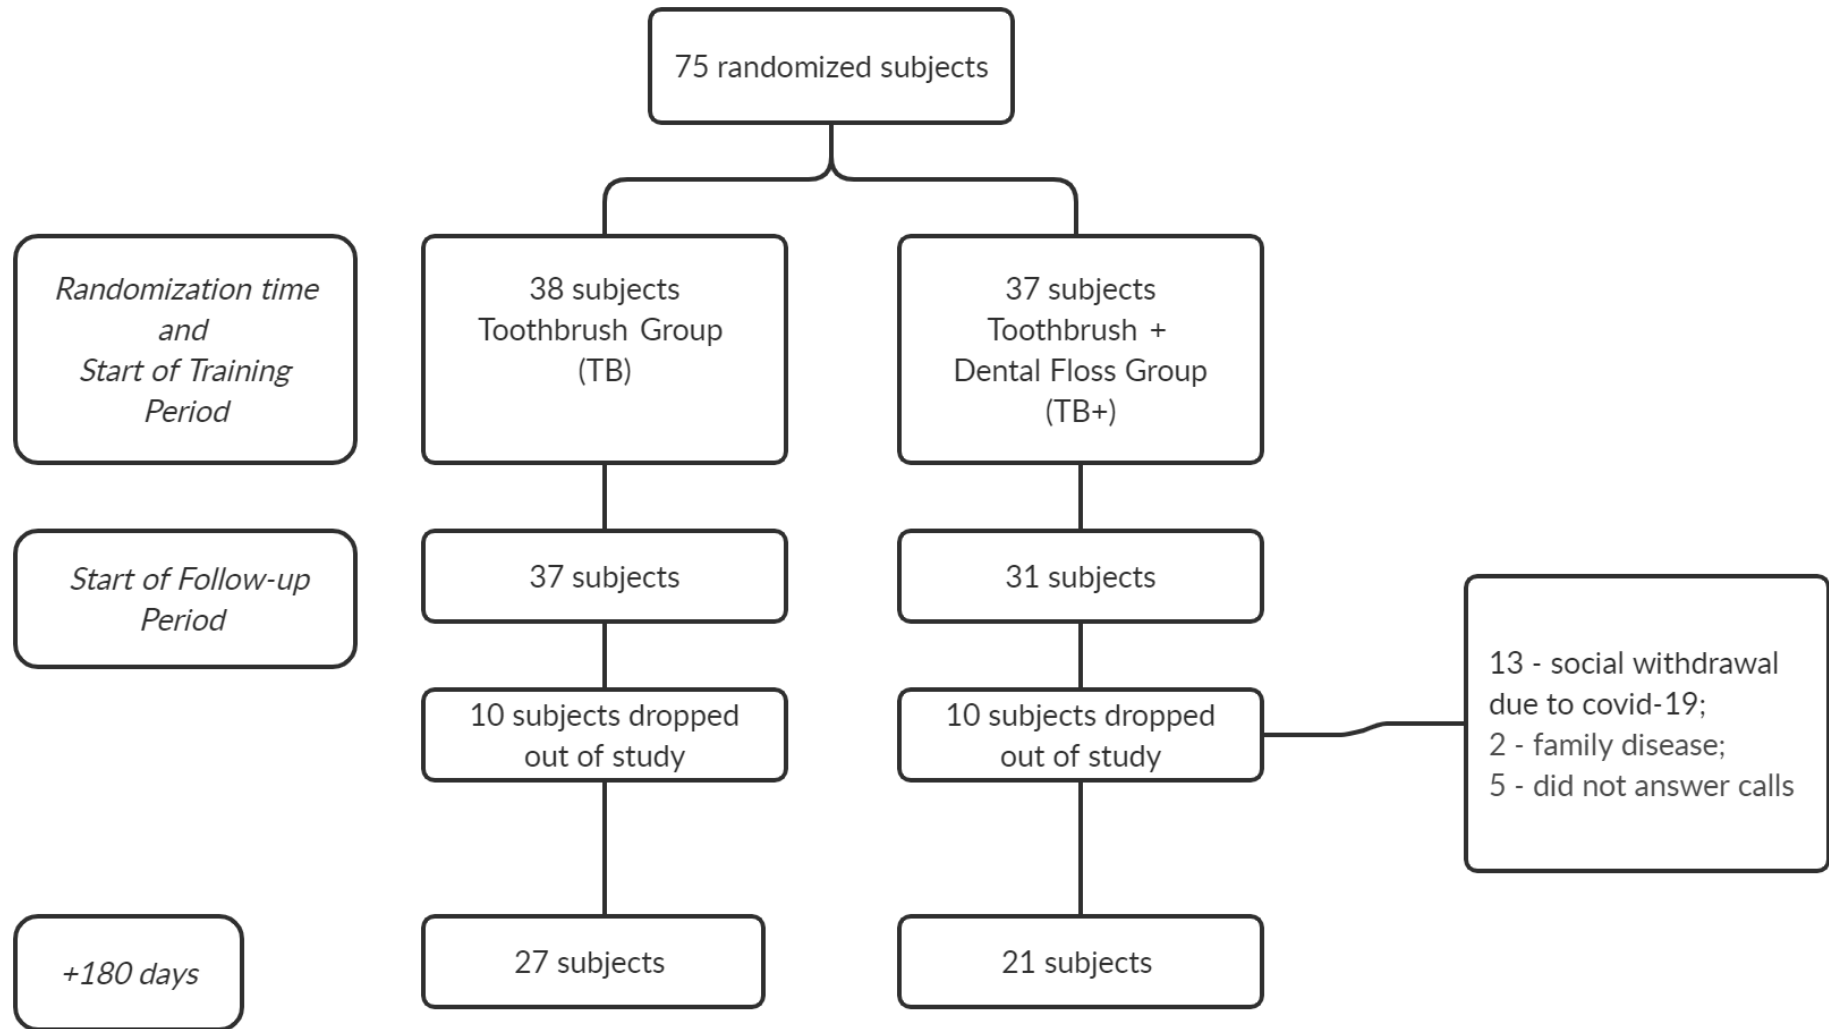 75 randomized subjects
Randomization time
and
Start of Training
Period
38 subjects
Toothbrush Group
(TB)
37 subjects
Toothbrush +
Dental Floss Group
(TB+)
Start of Follow-up
Period
37 subjects
31 subjects
10 subjects dropped
out of study
10 subjects dropped
out of study
13 - social withdrawal
due to covid-19;
2 - family disease;
5 - did not answer calls
+180 days
27 subjects
21 subjects